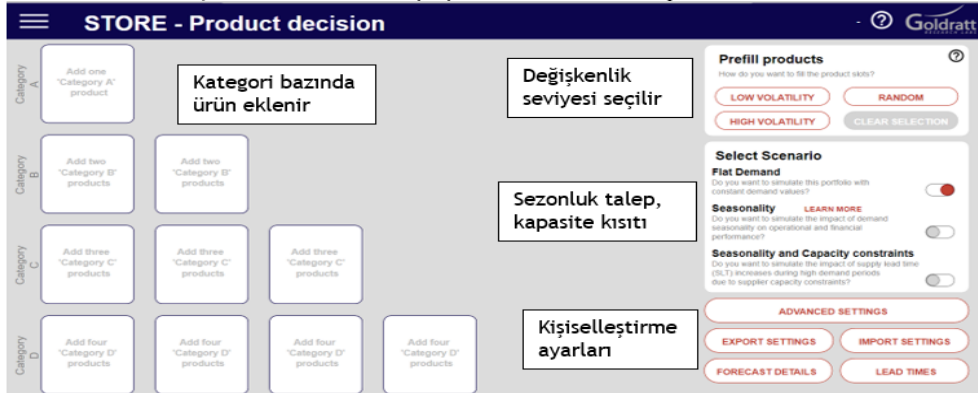 STORE - Product decision
Goldratt
RESEARCH LABS
Category A
Add one
'Category A'
product
Kategori bazında
ürün eklenir
Değişkenlik
seviyesi seçilir
Prefill products
How do you want to fill the product slots?
LOW VOLATILITY
RANDOM
HIGH VOLATILITY
CLEAR SELECTION
Category B
Add two
'Category B'
products
Add two
'Category B'
products
Sezonluk talep,
kapasite kısıtı
Select Scenario
Flat Demand
Do you want to simulate this portfolio with
constant demand values?
Seasonality LEARN MORE
Do you want to simulate the impact of demand
seasonality on operational and financial
performance?
Seasonality and Capacity constraints
Do you want to simulate the impact of supply lead time
(SLT) increases during high demand periods
due to supplier capacity constraints?
Category C
Add three
'Category C'
products
Add three
'Category C'
products
Add three
'Category C'
products
Category D
Add four
'Category D'
products
Add four
'Category D'
products
Add four
'Category D'
products
Add four
'Category D'
products
Kişiselleştirme
ayarları
ADVANCED SETTINGS
EXPORT SETTINGS
IMPORT SETTINGS
FORECAST DETAILS
LEAD TIMES